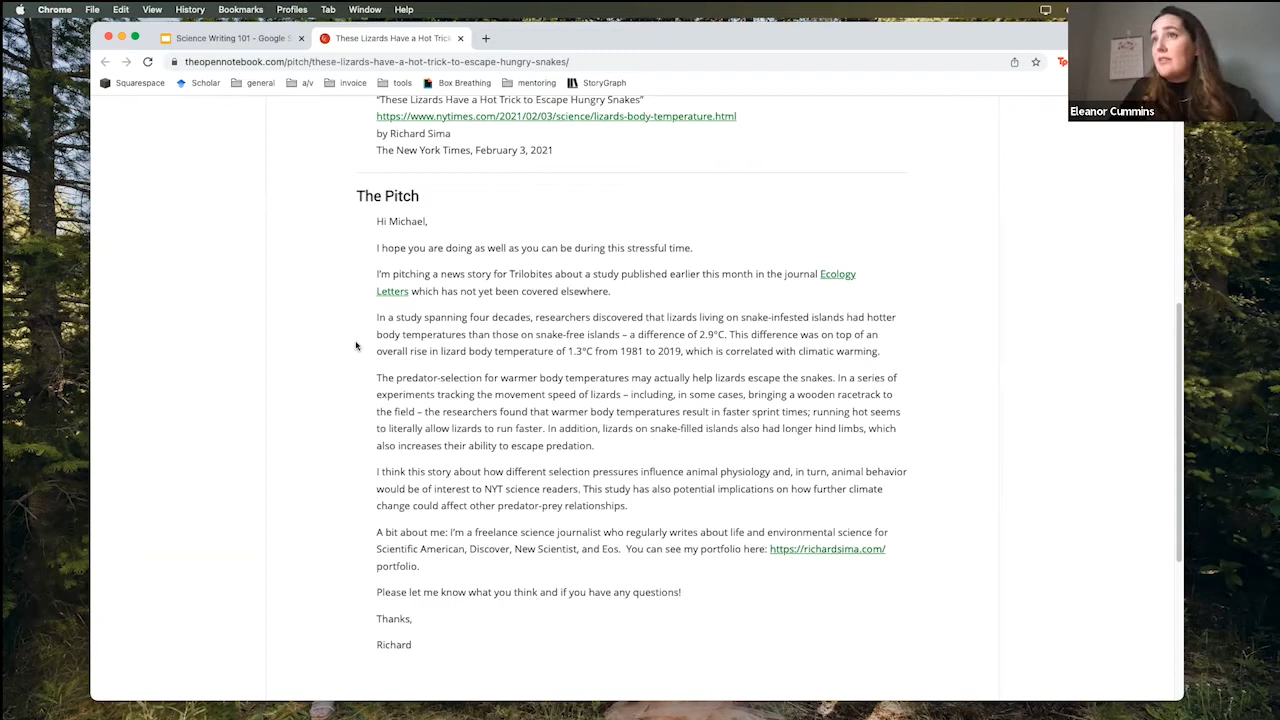 Chrome File Edit View History Bookmarks Profiles Tab Window Help
Science Writing 101 - Google S
These Lizards Have a Hot Trick
theopennotebook.com/pitch/these-lizards-have-a-hot-trick-to-escape-hungry-snakes/
Squarespace Scholar general a/v invoice tools Box Breathing mentoring StoryGraph
Eleanor Cummins
“These Lizards Have a Hot Trick to Escape Hungry Snakes”
https://www.nytimes.com/2021/02/03/science/lizards-body-temperature.html
by Richard Sima
The New York Times, February 3, 2021
The Pitch
Hi Michael,
I hope you are doing as well as you can be during this stressful time.
I’m pitching a news story for Trilobites about a study published earlier this month in the journal Ecology
Letters which has not yet been covered elsewhere.
In a study spanning four decades, researchers discovered that lizards living on snake-infested islands had hotter
body temperatures than those on snake-free islands – a difference of 2.9°C. This difference was on top of an
overall rise in lizard body temperature of 1.3°C from 1981 to 2019, which is correlated with climatic warming.
The predator-selection for warmer body temperatures may actually help lizards escape the snakes. In a series of
experiments tracking the movement speed of lizards – including, in some cases, bringing a wooden racetrack to
the field – the researchers found that warmer body temperatures result in faster sprint times; running hot seems
to literally allow lizards to run faster. In addition, lizards on snake-filled islands also had longer hind limbs, which
also increases their ability to escape predation.
I think this story about how different selection pressures influence animal physiology and, in turn, animal behavior
would be of interest to NYT science readers. This study has also potential implications on how further climate
change could affect other predator-prey relationships.
A bit about me: I’m a freelance science journalist who regularly writes about life and environmental science for
Scientific American, Discover, New Scientist, and Eos. You can see my portfolio here: https://richardsima.com/
portfolio.
Please let me know what you think and if you have any questions!
Thanks,
Richard